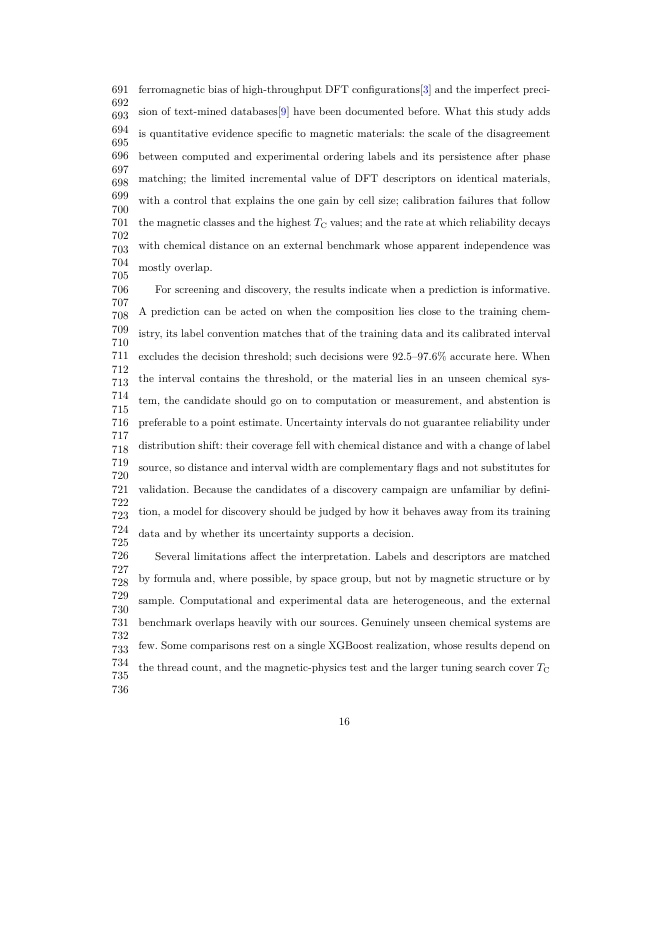 691 ferromagnetic bias of high-throughput DFT configurations[3] and the imperfect preci-
692
693 sion of text-mined databases[9] have been documented before. What this study adds
694 is quantitative evidence specific to magnetic materials: the scale of the disagreement
695
696 between computed and experimental ordering labels and its persistence after phase
697
698 matching; the limited incremental value of DFT descriptors on identical materials,
699 with a control that explains the one gain by cell size; calibration failures that follow
700
701 the magnetic classes and the highest T_C values; and the rate at which reliability decays
702
703 with chemical distance on an external benchmark whose apparent independence was
704 mostly overlap.
705
706 For screening and discovery, the results indicate when a prediction is informative.
707
708 A prediction can be acted on when the composition lies close to the training chem-
709 istry, its label convention matches that of the training data and its calibrated interval
710
711 excludes the decision threshold; such decisions were 92.5–97.6% accurate here. When
712
713 the interval contains the threshold, or the material lies in an unseen chemical sys-
714 tem, the candidate should go on to computation or measurement, and abstention is
715
716 preferable to a point estimate. Uncertainty intervals do not guarantee reliability under
717
718 distribution shift: their coverage fell with chemical distance and with a change of label
719 source, so distance and interval width are complementary flags and not substitutes for
720
721 validation. Because the candidates of a discovery campaign are unfamiliar by defini-
722
723 tion, a model for discovery should be judged by how it behaves away from its training
724 data and by whether its uncertainty supports a decision.
725
726 Several limitations affect the interpretation. Labels and descriptors are matched
727
728 by formula and, where possible, by space group, but not by magnetic structure or by
729 sample. Computational and experimental data are heterogeneous, and the external
730
731 benchmark overlaps heavily with our sources. Genuinely unseen chemical systems are
732
733 few. Some comparisons rest on a single XGBoost realization, whose results depend on
734 the thread count, and the magnetic-physics test and the larger tuning search cover T_C
735
736
16